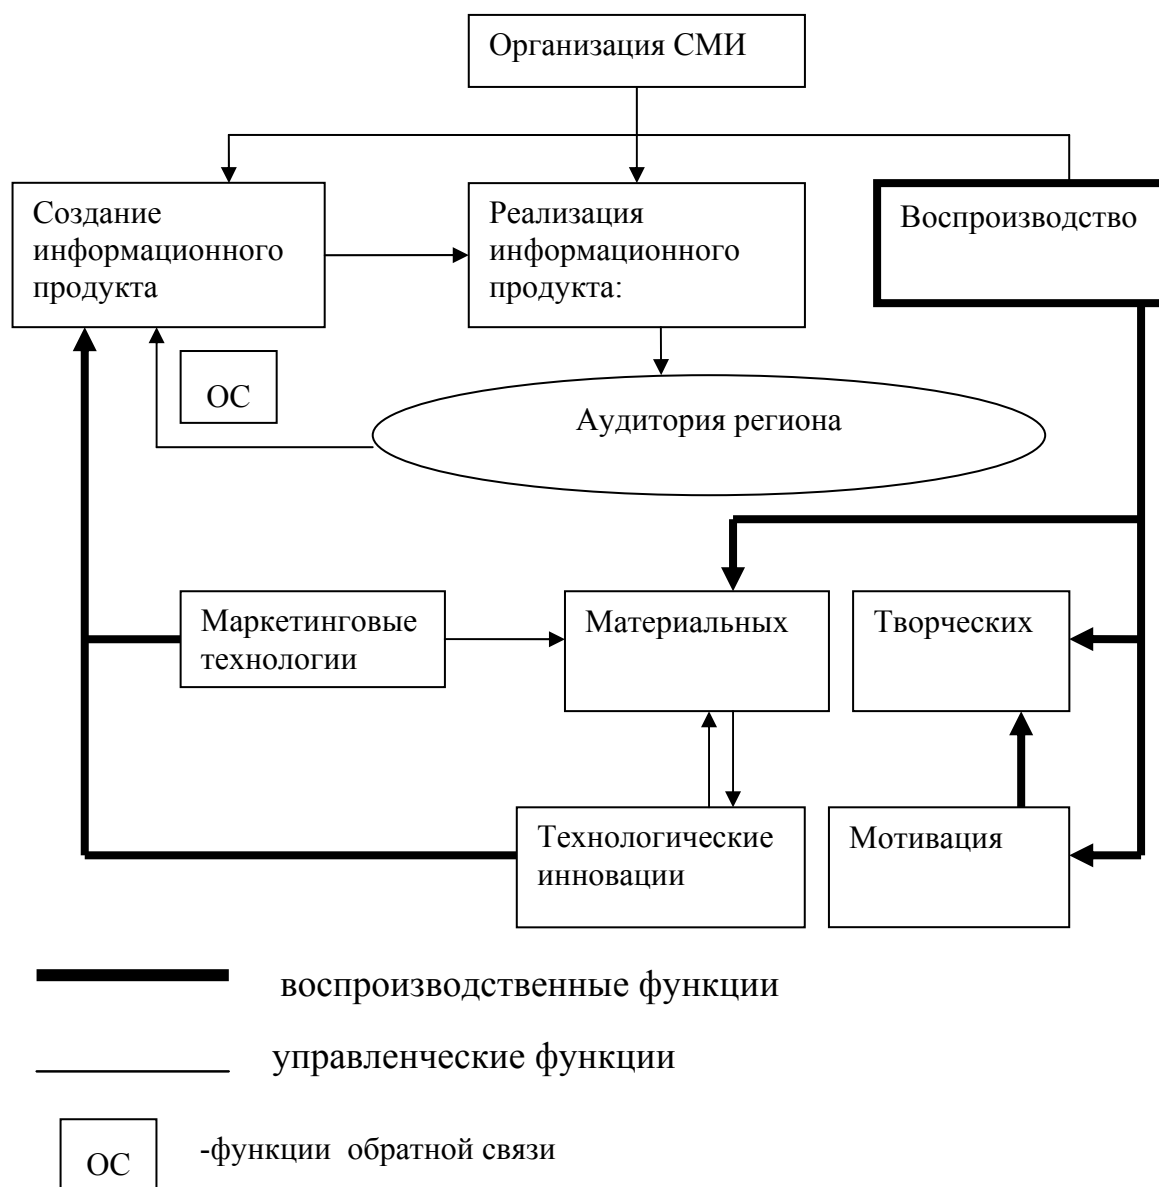 Организация СМИ
Создание
информационного
продукта
Реализация
информационного
продукта:
Воспроизводство
ОС
Аудитория региона
Маркетинговые
технологии
Материальных
Творческих
Технологические
инновации
Мотивация
воспроизводственные функции
управленческие функции
ОС
-функции обратной связи